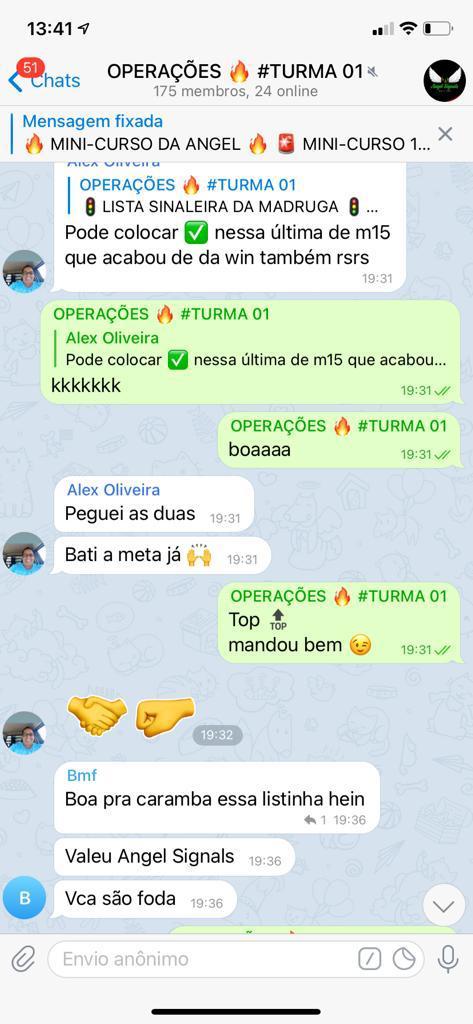 13:41
51
Chats
OPERAÇÕES 🔥 #TURMA 01
175 membros, 24 online
Mensagem fixada
🔥 MINI-CURSO DA ANGEL 🔥 🚨 MINI-CURSO 1...
Alex Oliveira
OPERAÇÕES 🔥 #TURMA 01
🚦 LISTA SINALEIRA DA MADRUGA 🚦 ...
Pode colocar ✅ nessa última de m15
que acabou de da win também rsrs
19:31
OPERAÇÕES 🔥 #TURMA 01
Alex Oliveira
Pode colocar ✅ nessa última de m15 que acabou...
kkkkkkk
19:31
OPERAÇÕES 🔥 #TURMA 01
boaaaa
19:31
Alex Oliveira
Peguei as duas 19:31
Bati a meta já 🙌 19:31
OPERAÇÕES 🔥 #TURMA 01
Top 🔝
mandou bem 😉 19:31
19:32
Bmf
Boa pra caramba essa listinha hein
1 19:36
Valeu Angel Signals 19:36
B
Vca são foda 19:36
Envio anônimo